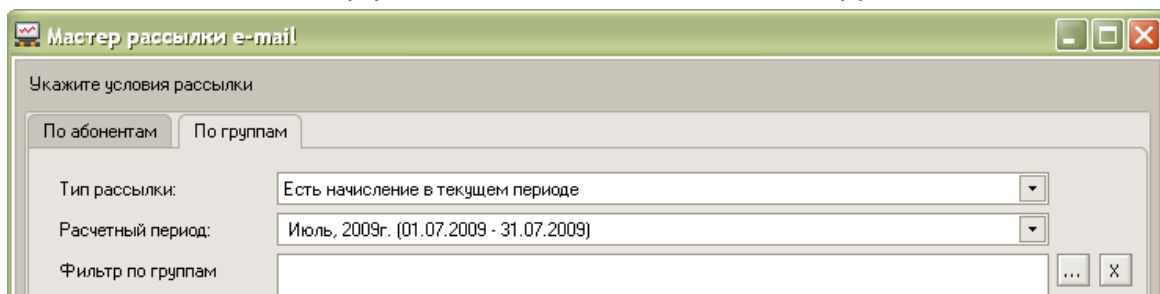 Мастер рассылки e-mail
Укажите условия рассылки
По абонентам По группам
Тип рассылки: Есть начисление в текущем периоде
Расчетный период: Июль, 2009г. (01.07.2009 - 31.07.2009)
Фильтр по группам ... X